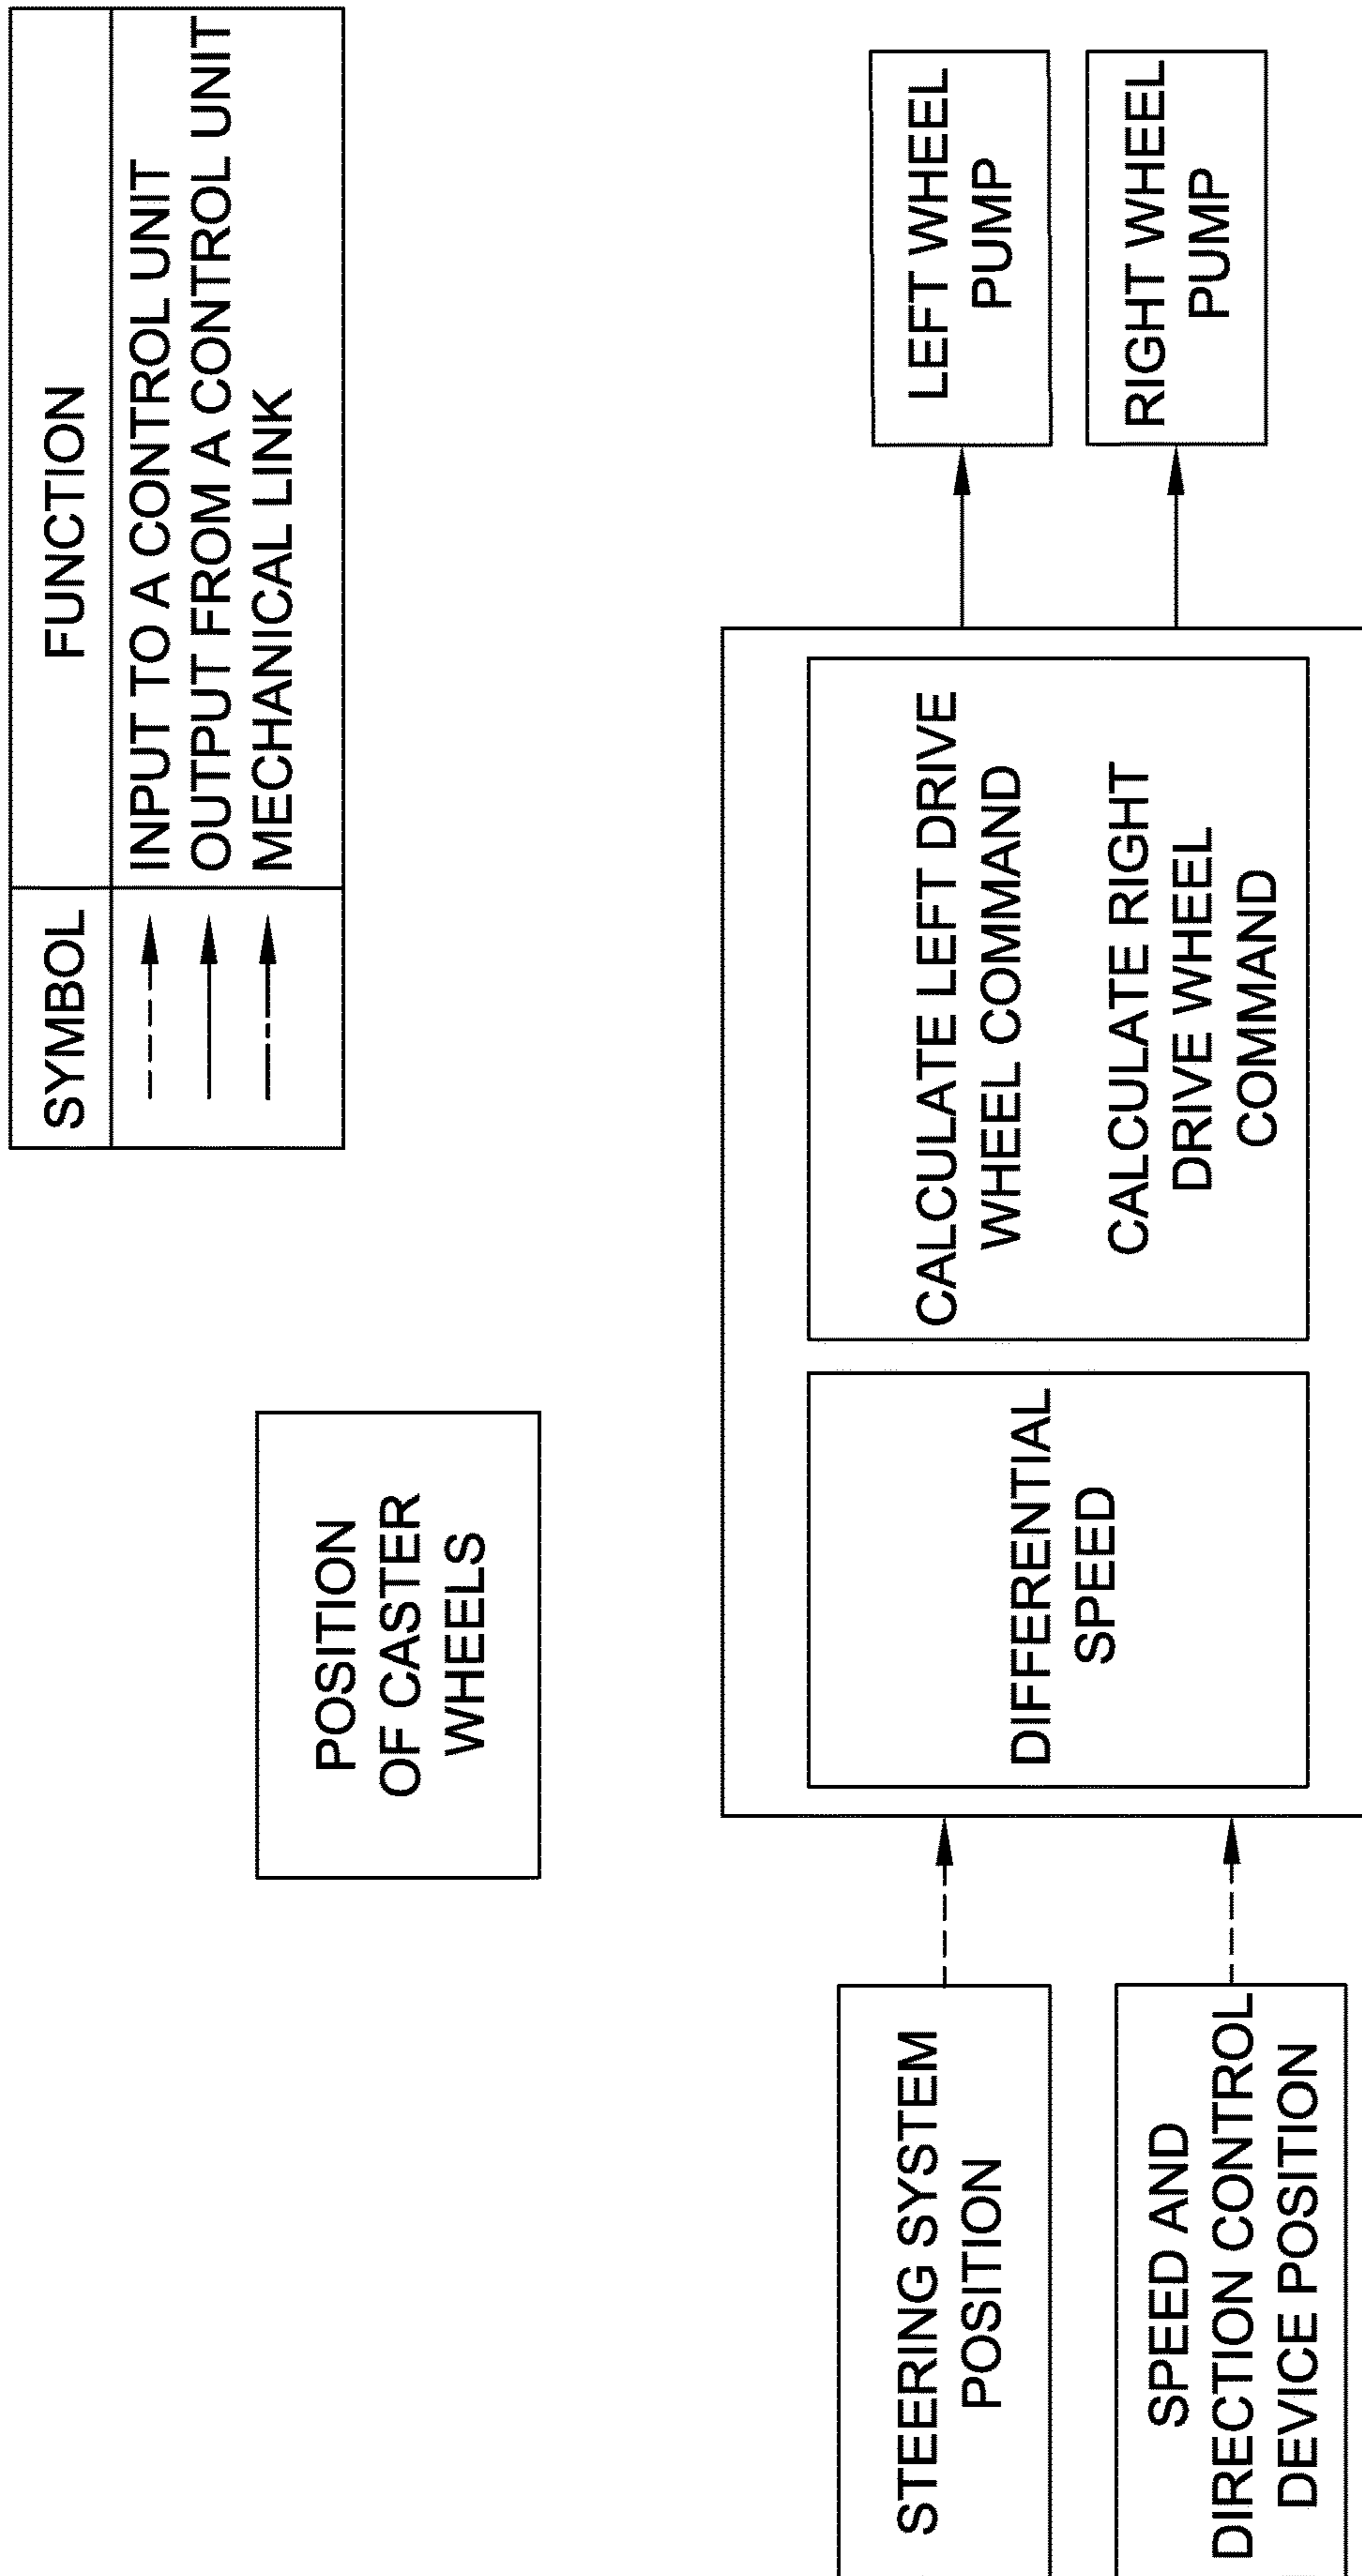 SYMBOL FUNCTION
INPUT TO A CONTROL UNIT
OUTPUT FROM A CONTROL UNIT
MECHANICAL LINK
POSITION
OF CASTER
WHEELS
STEERING SYSTEM
POSITION
SPEED AND
DIRECTION CONTROL
DEVICE POSITION
DIFFERENTIAL
SPEED
CALCULATE LEFT DRIVE
WHEEL COMMAND
CALCULATE RIGHT
DRIVE WHEEL
COMMAND
LEFT WHEEL
PUMP
RIGHT WHEEL
PUMP